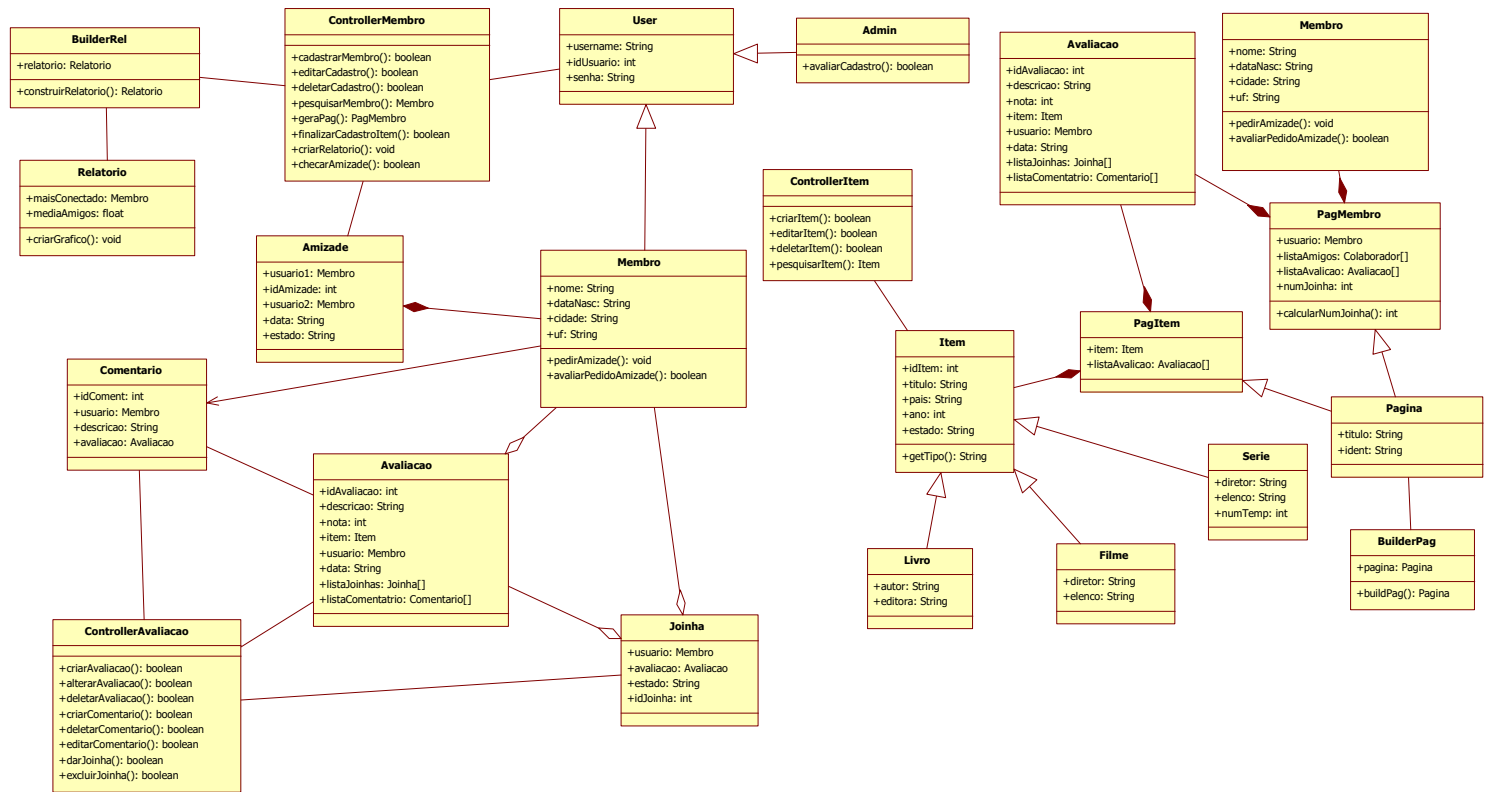 BuilderRel
+relatorio: Relatorio
+construirRelatorio(): Relatorio
ControllerMembro
+cadastrarMembro(): boolean
+editarCadastro(): boolean
+deletarCadastro(): boolean
+pesquisarMembro(): Membro
+geraPag(): PagMembro
+finalizarCadastroItem(): boolean
+criarRelatorio(): void
+checarAmizade(): boolean
User
+username: String
+idUsuario: int
+senha: String
Admin
+avaliarCadastro(): boolean
Avaliacao
+idAvaliacao: int
+descricao: String
+nota: int
+item: Item
+usuario: Membro
+data: String
+listaJoinhas: Joinha[]
+listaComentatrio: Comentario[]
Membro
+nome: String
+dataNasc: String
+cidade: String
+uf: String
+pedirAmizade(): void
+avaliarPedidoAmizade(): boolean
Relatorio
+maisConectado: Membro
+mediaAmigos: float
+criarGrafico(): void
ControllerItem
+criarItem(): boolean
+editarItem(): boolean
+deletarItem(): boolean
+pesquisarItem(): Item
PagMembro
+usuario: Membro
+listaAmigos: Colaborador[]
+listaAvalicao: Avaliacao[]
+numJoinha: int
+calcularNumJoinha(): int
Amizade
+usuario1: Membro
+idAmizade: int
+usuario2: Membro
+data: String
+estado: String
Membro
+nome: String
+dataNasc: String
+cidade: String
+uf: String
+pedirAmizade(): void
+avaliarPedidoAmizade(): boolean
PagItem
+item: Item
+listaAvalicao: Avaliacao[]
Item
+idItem: int
+titulo: String
+pais: String
+ano: int
+estado: String
+getTipo(): String
Comentario
+idComent: int
+usuario: Membro
+descricao: String
+avaliacao: Avaliacao
Pagina
+titulo: String
+ident: String
Avaliacao
+idAvaliacao: int
+descricao: String
+nota: int
+item: Item
+usuario: Membro
+data: String
+listaJoinhas: Joinha[]
+listaComentatrio: Comentario[]
Serie
+diretor: String
+elenco: String
+numTemp: int
BuilderPag
+pagina: Pagina
+buildPag(): Pagina
Livro
+autor: String
+editora: String
Filme
+diretor: String
+elenco: String
ControllerAvaliacao
+criarAvaliacao(): boolean
+alterarAvaliacao(): boolean
+deletarAvaliacao(): boolean
+criarComentario(): boolean
+deletarComentario(): boolean
+editarComentario(): boolean
+darJoinha(): boolean
+excluirJoinha(): boolean
Joinha
+usuario: Membro
+avaliacao: Avaliacao
+estado: String
+idJoinha: int